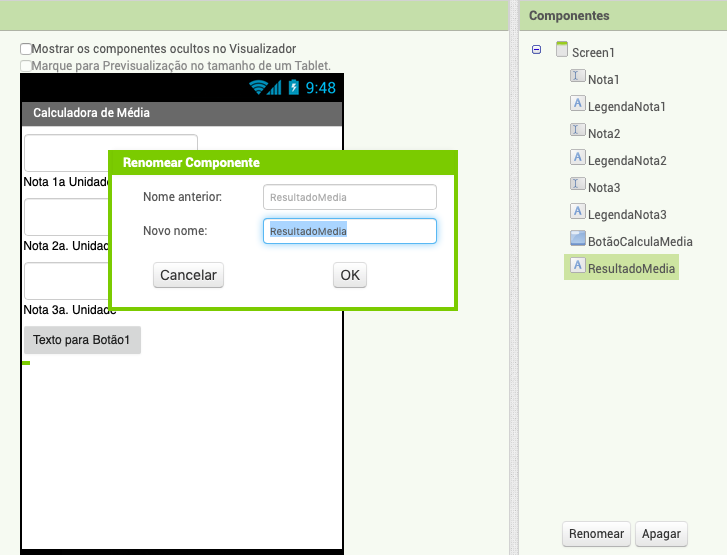 Mostrar os componentes ocultos no Visualizador
Marque para Previsualização no tamanho de um Tablet.
9:48
Calculadora de Média
Nota 1a Unidade
Nota 2a. Unidade
Nota 3a. Unidade
Texto para Botão1
Renomear Componente
Nome anterior:
ResultadoMedia
Novo nome:
ResultadoMedia
Cancelar
OK
Componentes
Screen1
Nota1
A LegendaNota1
Nota2
A LegendaNota2
Nota3
A LegendaNota3
BotãoCalculaMedia
A ResultadoMedia
Renomear
Apagar